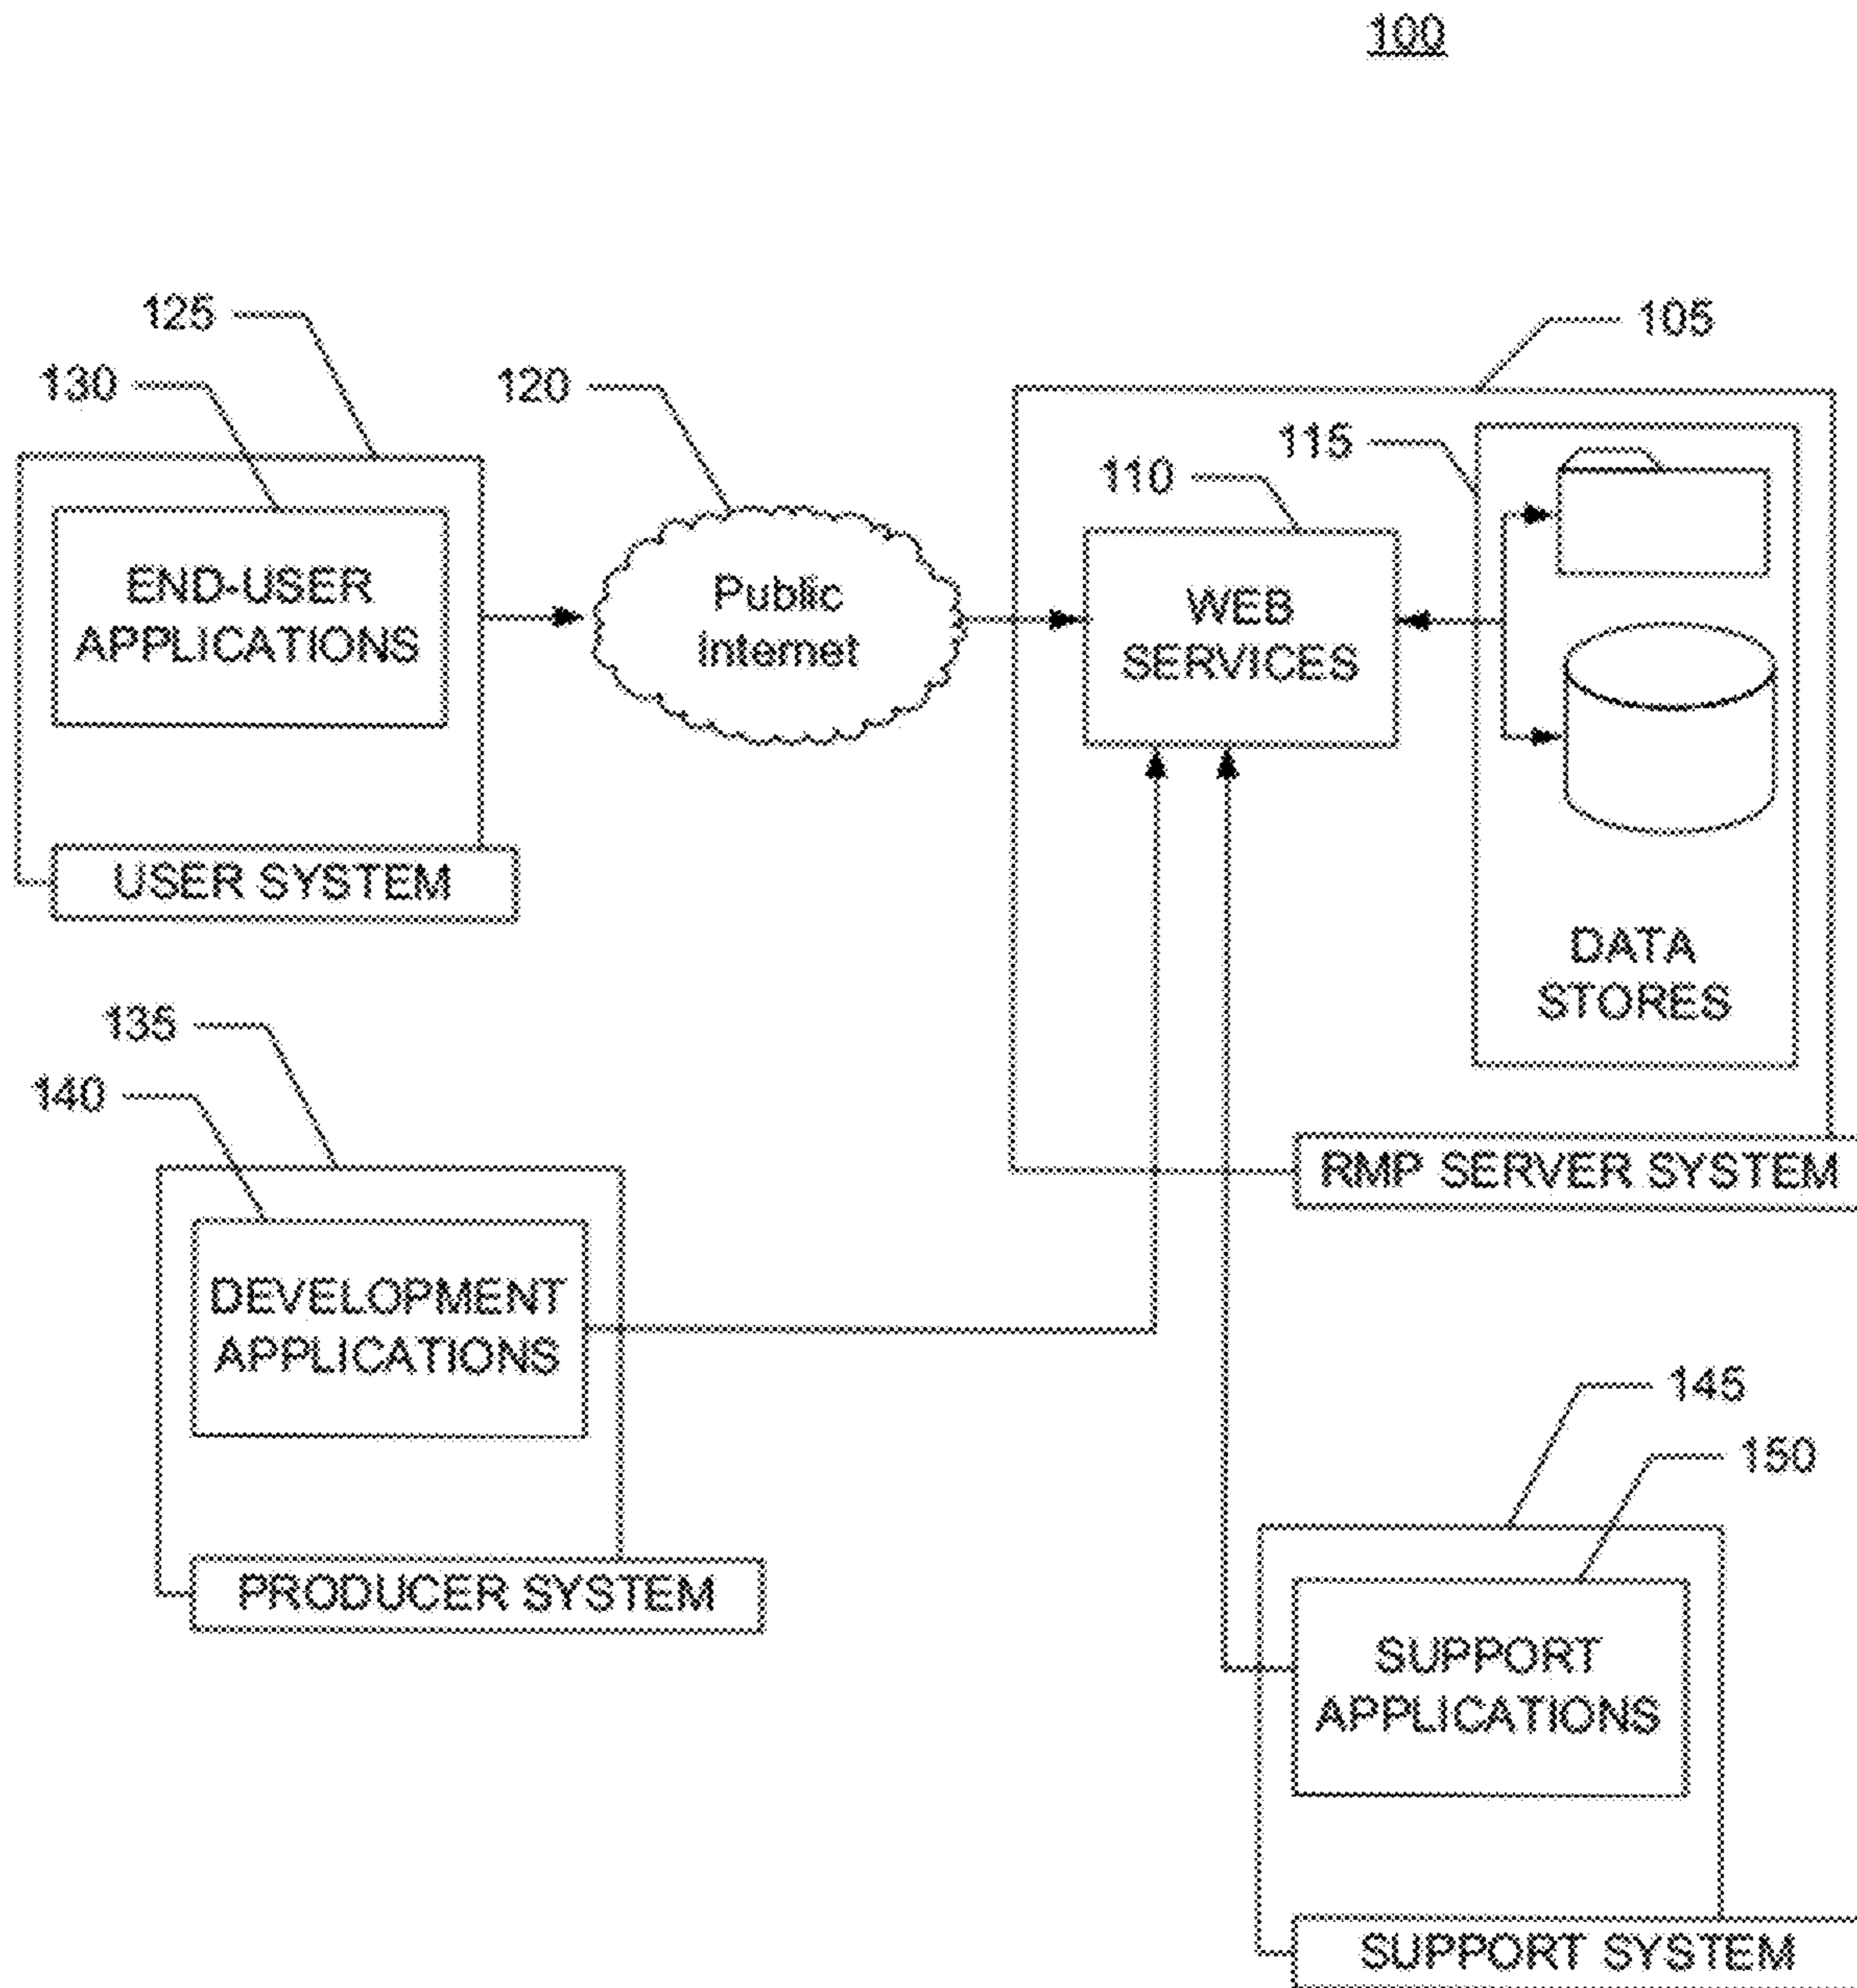 100
125
105
130
120
115
110
END-USER
APPLICATIONS
Public
Internet
WEB
SERVICES
USER SYSTEM
DATA
STORES
135
140
RMP SERVER SYSTEM
DEVELOPMENT
APPLICATIONS
145
150
PRODUCER SYSTEM
SUPPORT
APPLICATIONS
SUPPORT SYSTEM